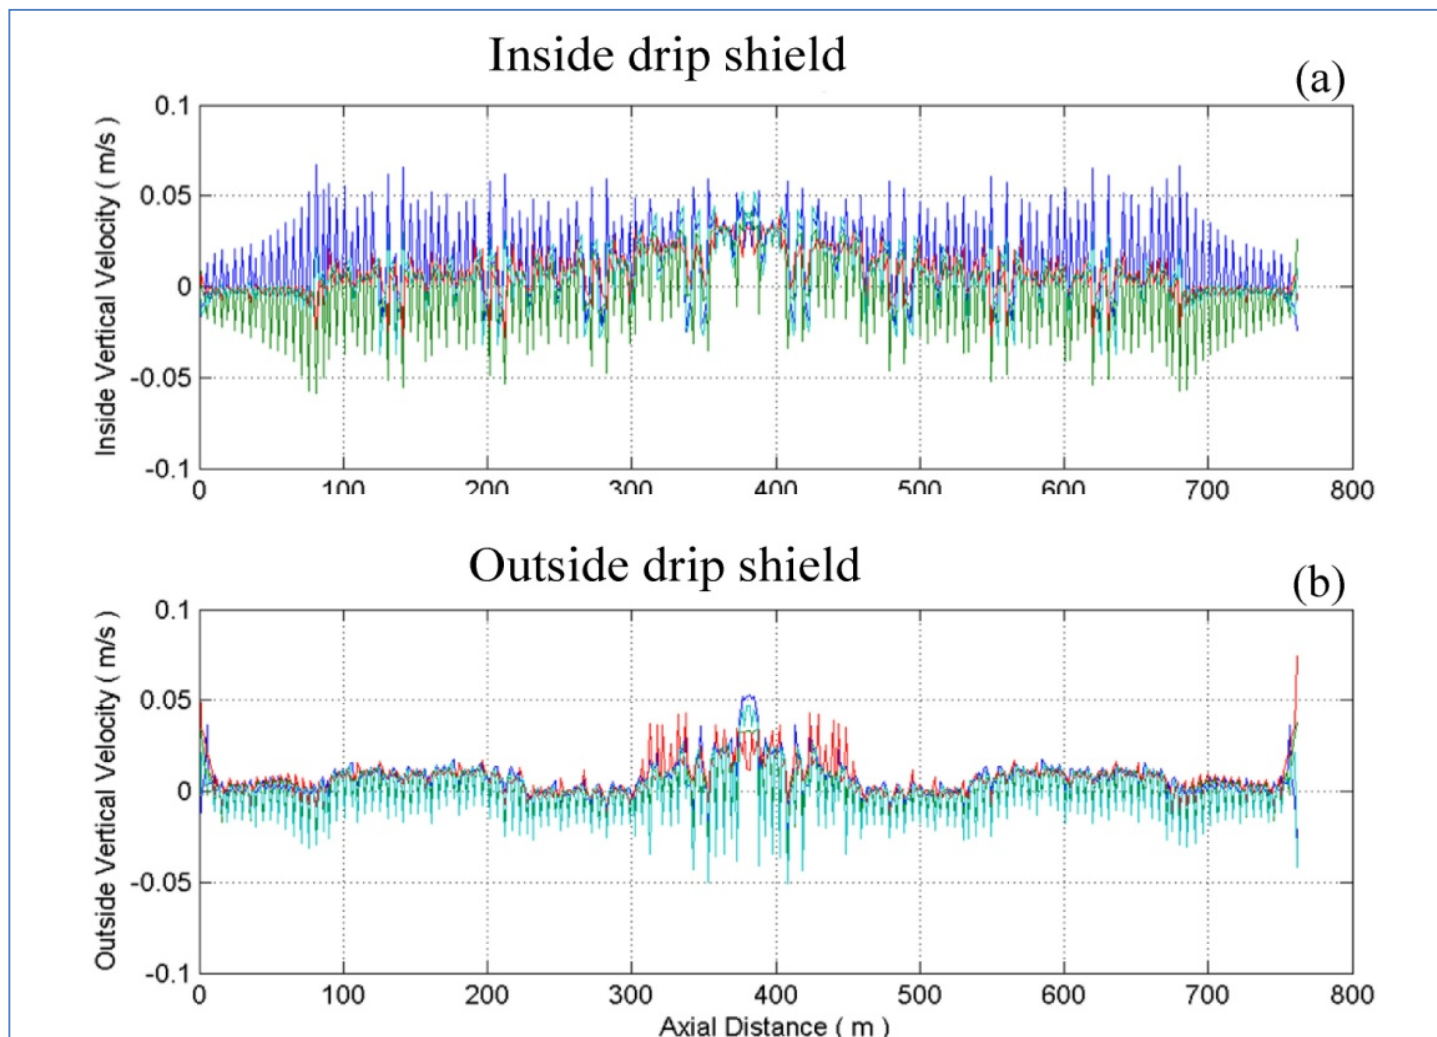 Inside drip shield
(a)
Inside Vertical Velocity ( m/s )
0.1
0.05
0
-0.05
-0.1
0 100 200 300 400 500 600 700 800
Outside drip shield
(b)
Outside Vertical Velocity ( m/s )
0.1
0.05
0
-0.05
-0.1
0 100 200 300 400 500 600 700 800
Axial Distance ( m )